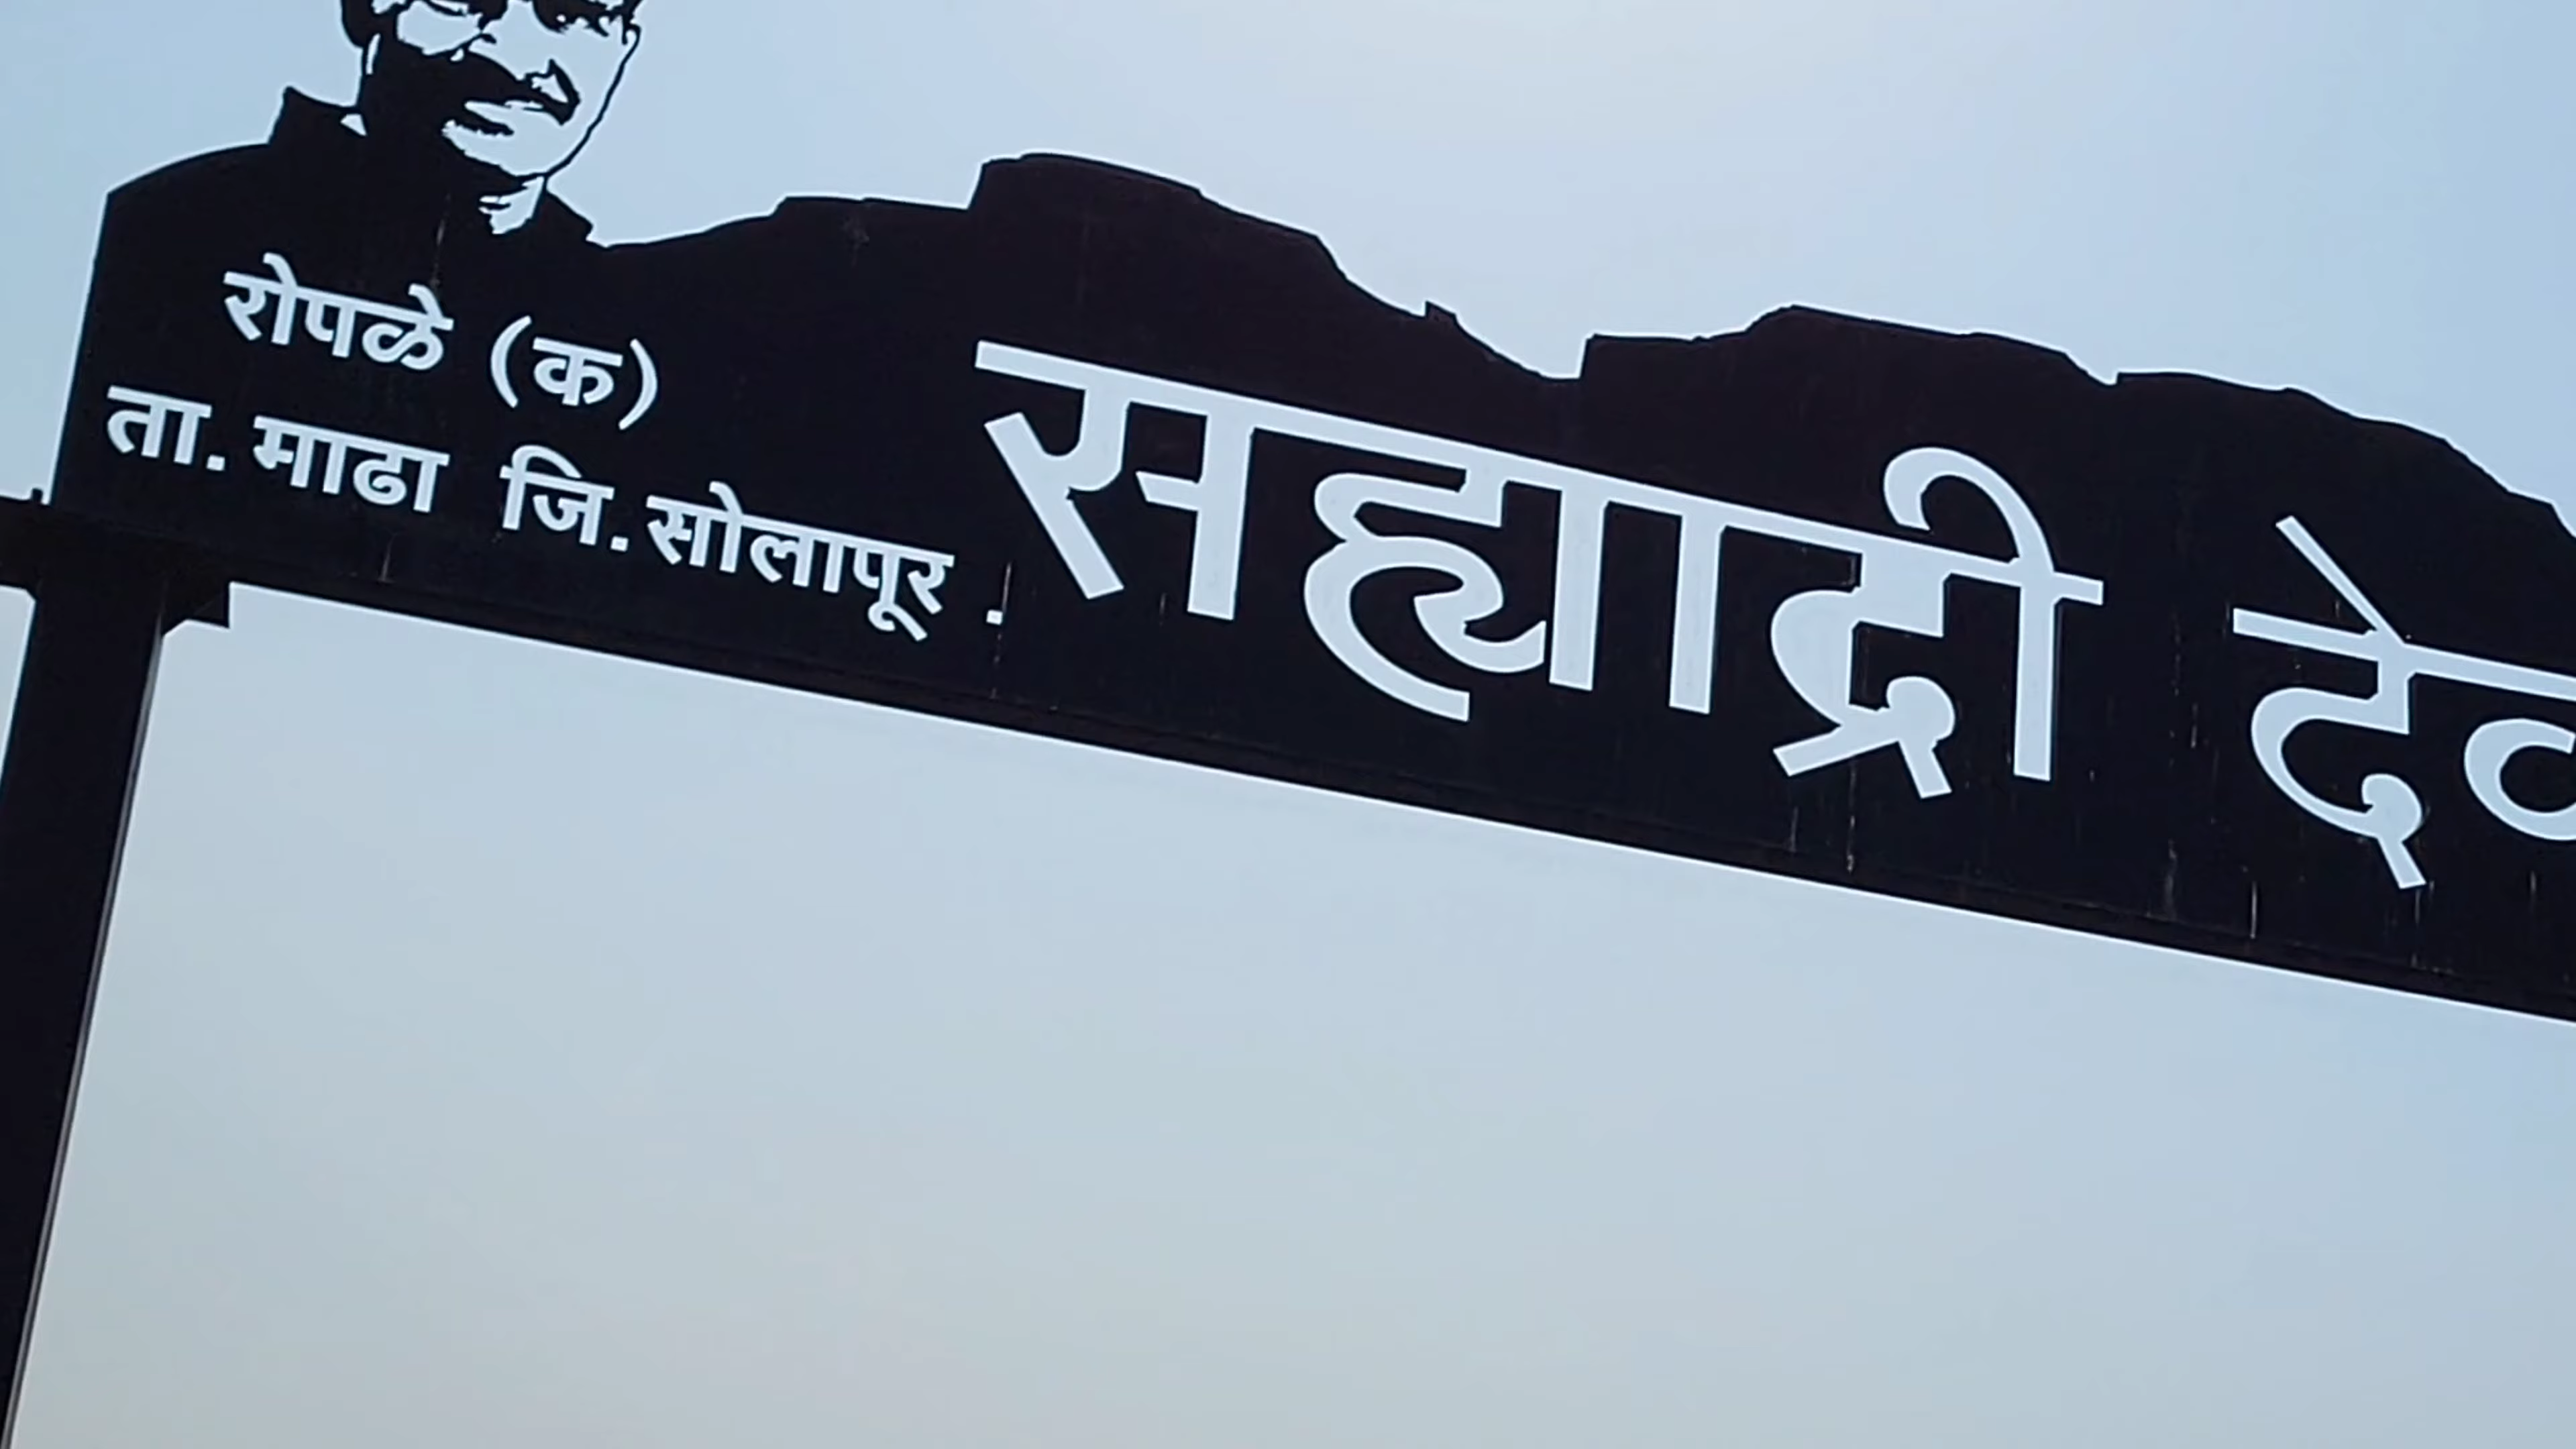 रोपळे (क)
ता. माढा जि. सोलापूर .
सह्याद्री